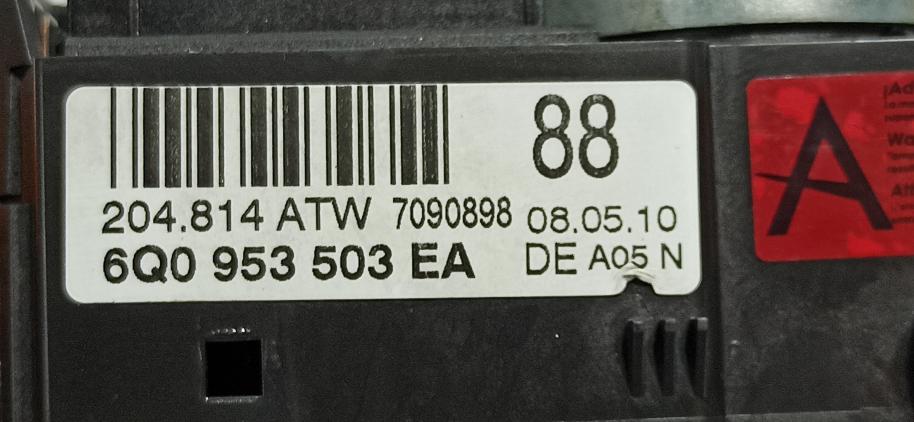 88
204.814 ATW 7090898 08.05.10
6Q0 953 503 EA DE A05 N
A